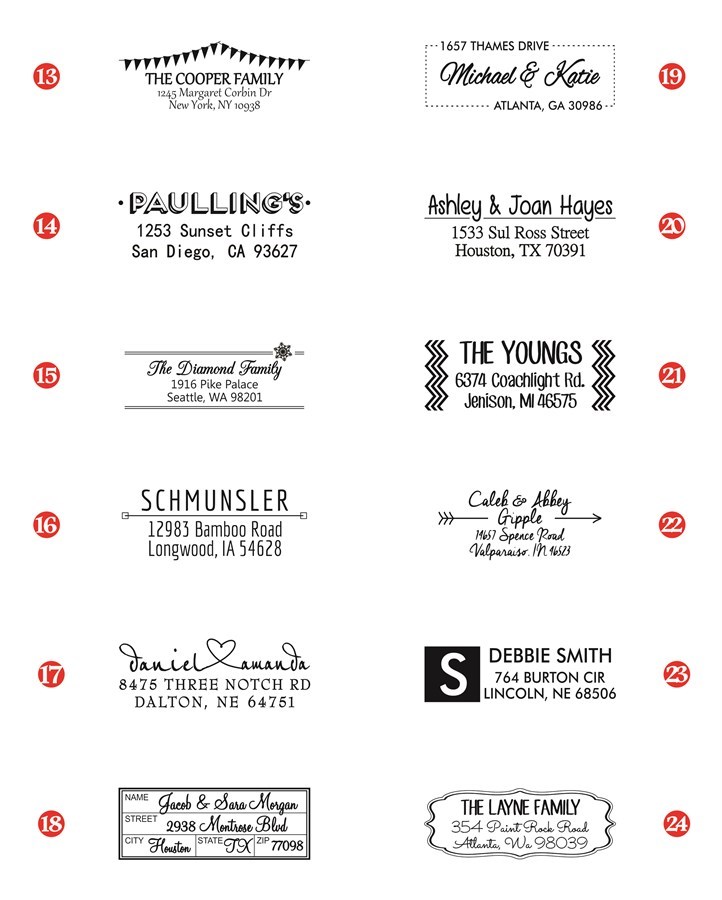 13
THE COOPER FAMILY
1245 Margaret Corbin Dr
New York, NY 10938
1657 THAMES DRIVE
Michael & Katie
ATLANTA, GA 30986
19
14
PAULLING'S
1253 Sunset Cliffs
San Diego, CA 93627
Ashley & Joan Hayes
1533 Sul Ross Street
Houston, TX 70391
20
15
The Diamond Family
1916 Pike Palace
Seattle, WA 98201
THE YOUNGS
6374 Coachlight Rd.
Jenison, MI 46575
21
16
SCHMUNSLER
12983 Bamboo Road
Longwood, IA 54628
Caleb & Abbey
Gipple
19657 Spence Road
Valparaiso, IN 46523
22
17
daniel amanda
8475 THREE NOTCH RD
DALTON, NE 64751
S
DEBBIE SMITH
764 BURTON CIR
LINCOLN, NE 68506
23
18
NAME Jacob & Sara Morgan
STREET 2938 Montrose Blvd
CITY Houston STATE TX ZIP 77098
THE LAYNE FAMILY
354 Paint Rock Road
Atlanta, Wa 98039
24